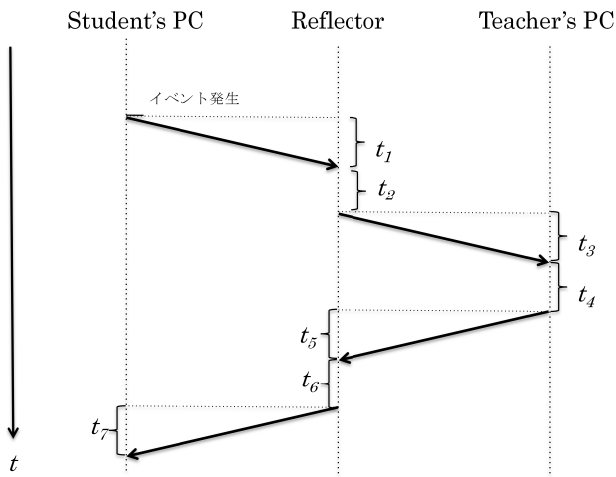 Student's PC
Reflector
Teacher's PC
イベント発生
t1
t2
t3
t4
t5
t6
t7
t